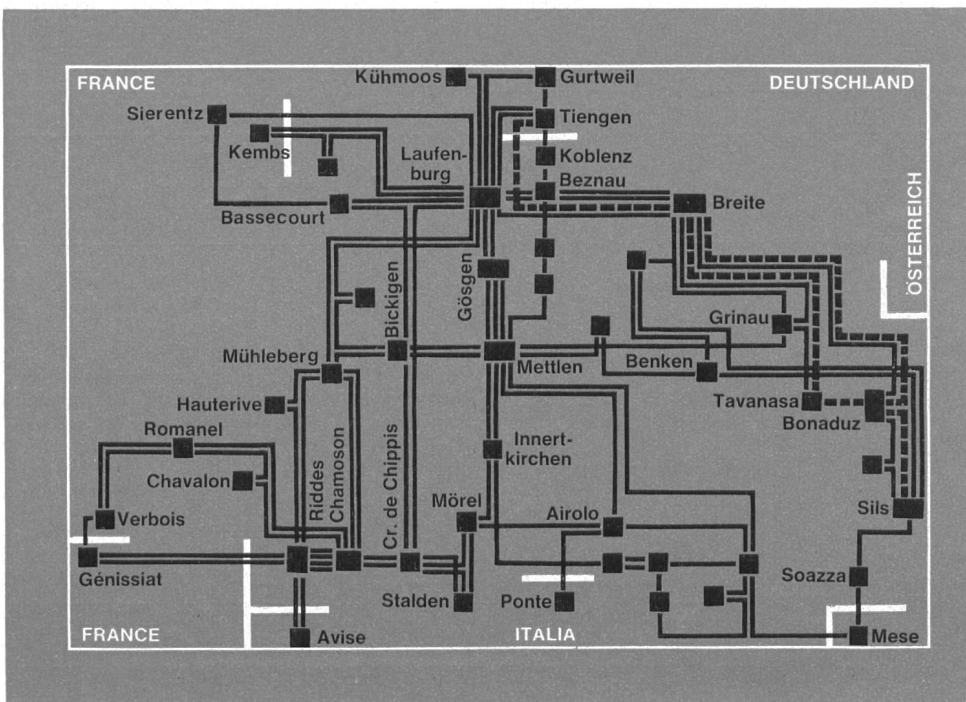 FRANCE
Kühmoos
Gurtweil
DEUTSCHLAND
Sierentz
Tiengen
Kembs
Laufen-
burg
Koblenz
Beznau
Bassecourt
Breite
ÖSTERREICH
Gösgen
Bickigen
Grinau
Mühleberg
Mettlen
Benken
Hauterive
Tavanasa
Bonaduz
Romanel
Riddes
Chamoson
Cr. de Chippis
Innert-
kirchen
Chavalon
Mörel
Airolo
Verbois
Sils
Génissiat
Stalden
Ponte
Soazza
FRANCE
Avise
ITALIA
Mese